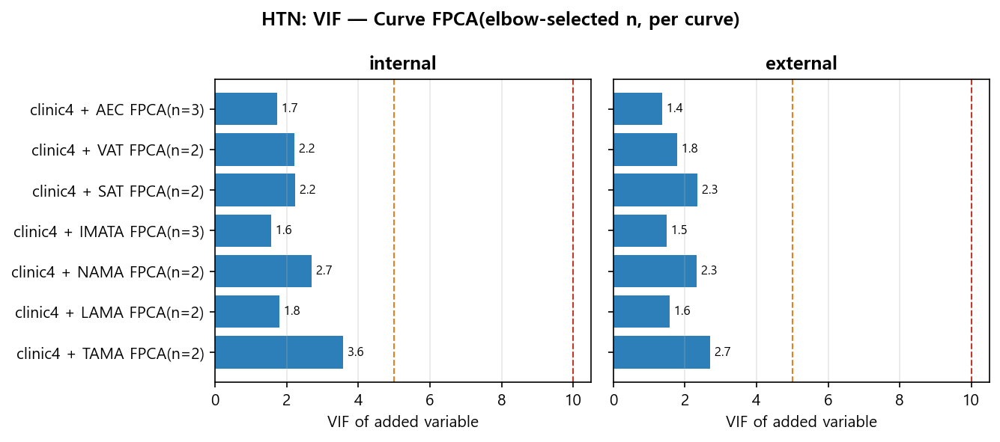 HTN: VIF — Curve FPCA(elbow-selected n, per curve)
internal
external
clinic4 + AEC FPCA(n=3)
1.7
1.4
clinic4 + VAT FPCA(n=2)
2.2
1.8
clinic4 + SAT FPCA(n=2)
2.2
2.3
clinic4 + IMATA FPCA(n=3)
1.6
1.5
clinic4 + NAMA FPCA(n=2)
2.7
2.3
clinic4 + LAMA FPCA(n=2)
1.8
1.6
clinic4 + TAMA FPCA(n=2)
3.6
2.7
0 2 4 6 8 10
0 2 4 6 8 10
VIF of added variable
VIF of added variable